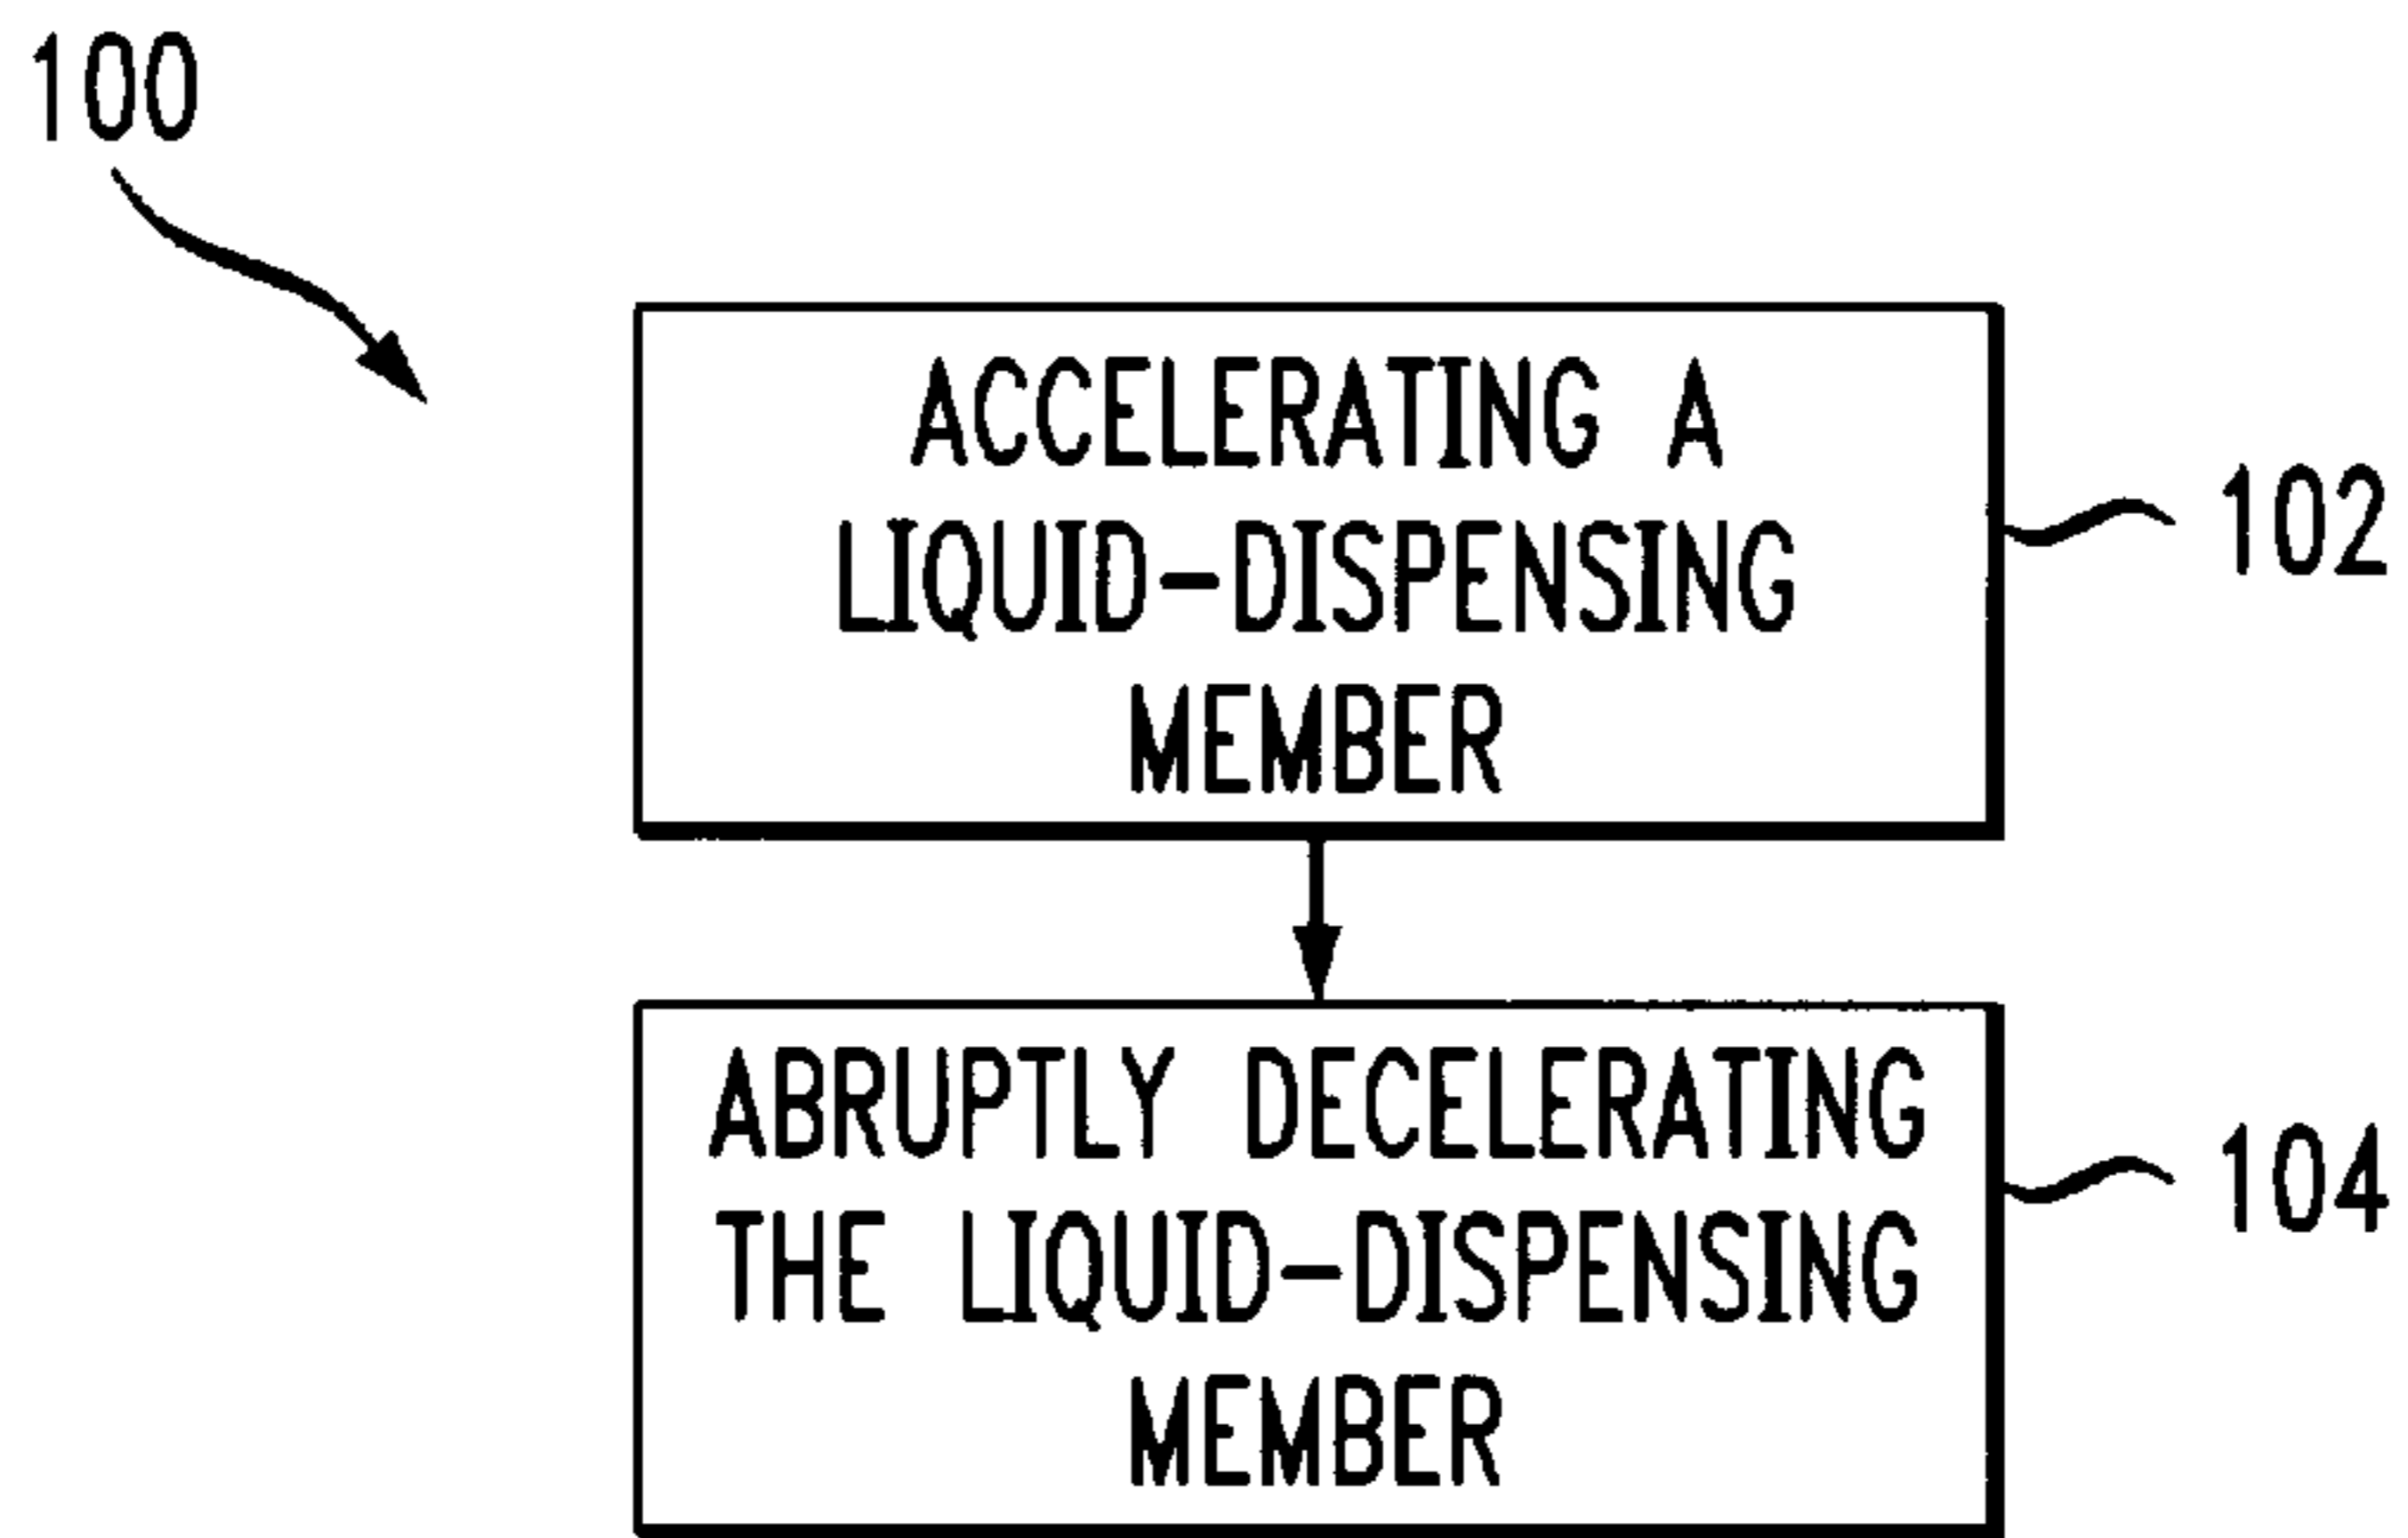 100
ACCELERATING A
LIQUID-DISPENSING
MEMBER
102
ABRUPTLY DECELERATING
THE LIQUID-DISPENSING
MEMBER
104